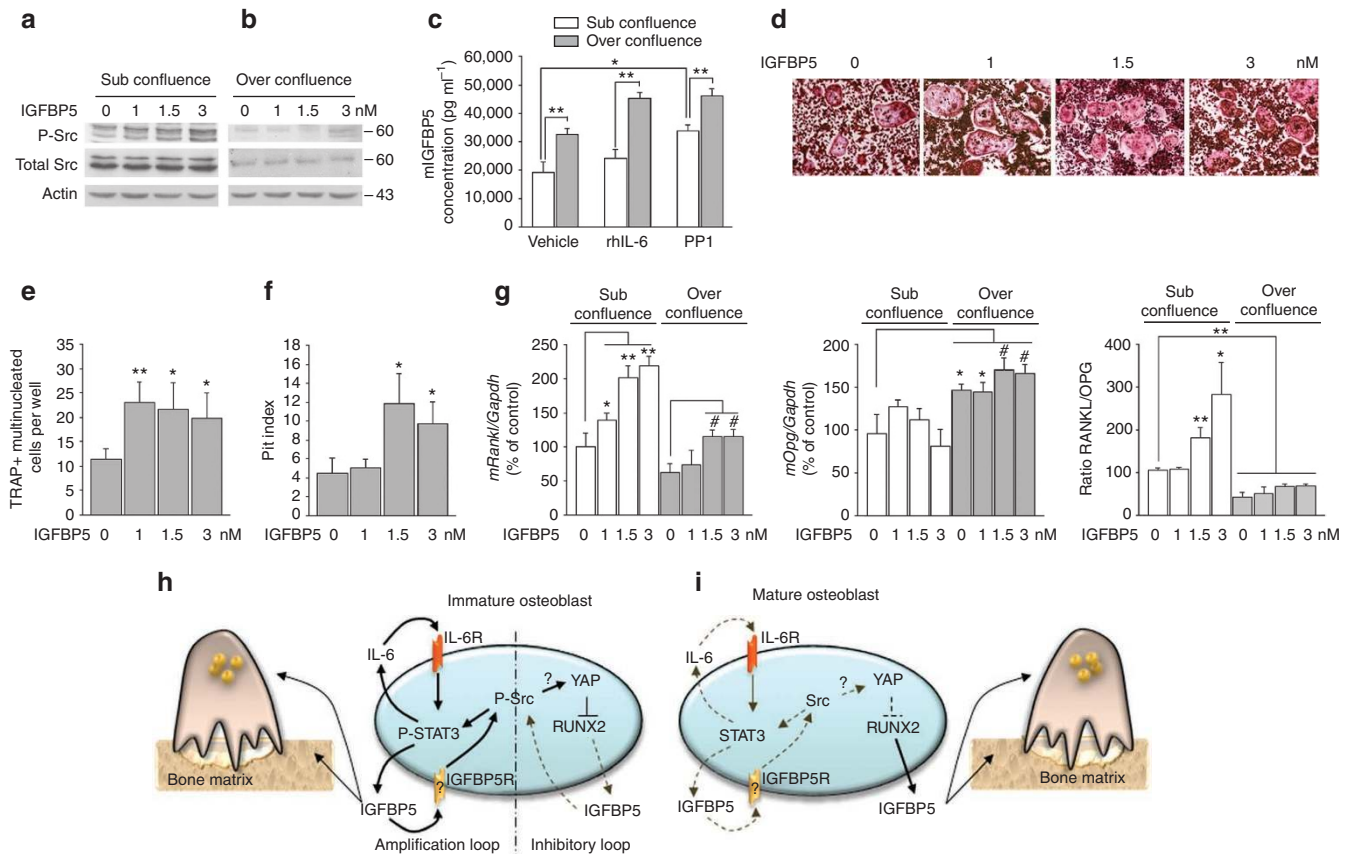 a
b
c
d
Sub confluence
Over confluence
IGFBP5 0 1 1.5 3 0 1 1.5 3 nM
P-Src
60
Total Src
60
Actin
43
Sub confluence
Over confluence
mIGFBP5
concentration (pg ml⁻¹)
60,000
50,000
40,000
30,000
20,000
10,000
0
*
**
**
**
Vehicle rhIL-6 PP1
IGFBP5 0 1 1.5 3 nM
e
f
g
TRAP+ multinucleated
cells per well
35
30
25
20
15
10
5
0
** * *
IGFBP5 0 1 1.5 3 nM
Pit index
18
16
14
12
10
8
6
4
2
0
* *
IGFBP5 0 1 1.5 3 nM
Sub
confluence
Over
confluence
mRankl/Gapdh
(% of control)
250
200
150
100
50
0
* ** ** # #
IGFBP5 0 1 1.5 3 0 1 1.5 3 nM
Sub
confluence
Over
confluence
mOpg/Gapdh
(% of control)
200
150
100
50
0
* * # #
0 1 1.5 3 0 1 1.5 3 nM
Sub
confluence
Over
confluence
Ratio RANKL/OPG
400
300
200
100
0
**
** *
IGFBP5 0 1 1.5 3 0 1 1.5 3 nM
h
Immature osteoblast
IL-6R
IL-6
P-Src
?
YAP
P-STAT3
RUNX2
IGFBP5R
?
Bone matrix
IGFBP5
IGFBP5
Amplification loop
Inhibitory loop
i
Mature osteoblast
IL-6R
IL-6
Src
?
YAP
STAT3
RUNX2
IGFBP5R
?
IGFBP5
IGFBP5
Bone matrix